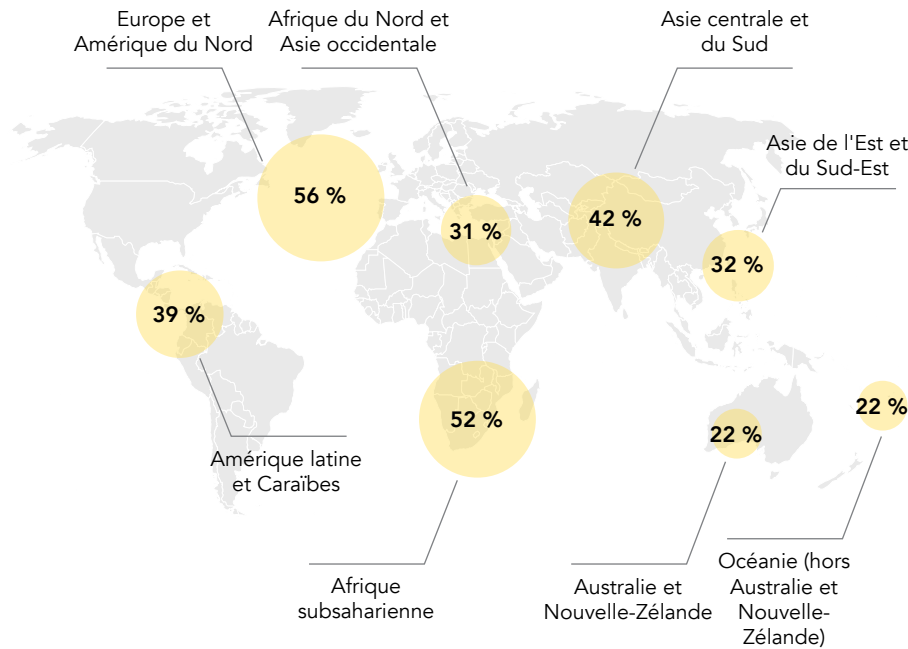 Europe et
Amérique du Nord
Afrique du Nord et
Asie occidentale
Asie centrale et
du Sud
Asie de l'Est et
du Sud-Est
56 %
31 %
42 %
32 %
39 %
52 %
22 %
22 %
Amérique latine
et Caraïbes
Afrique
subsaharienne
Australie et
Nouvelle-Zélande
Océanie (hors
Australie et
Nouvelle-
Zélande)